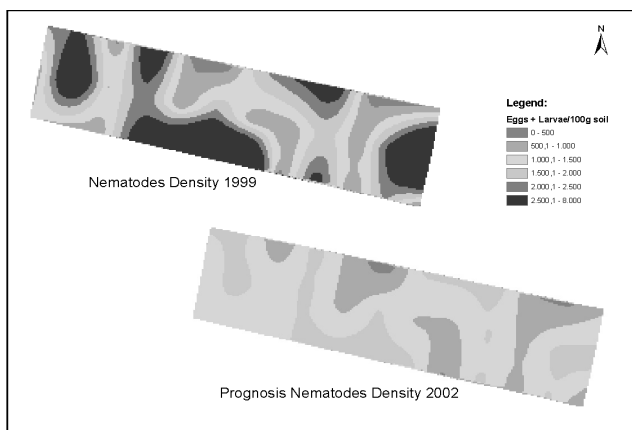 N
Legend:
Eggs + Larvae/100g soil
0 - 500
500,1 - 1.000
1.000,1 - 1.500
1.500,1 - 2.000
2.000,1 - 2.500
2.500,1 - 8.000
Nematodes Density 1999
Prognosis Nematodes Density 2002